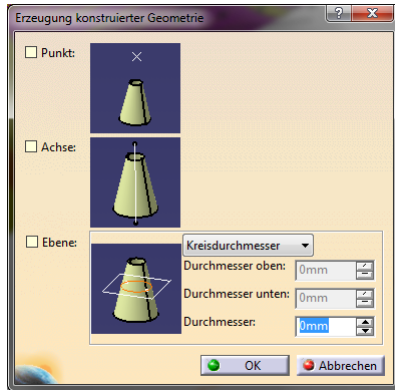 Erzeugung konstruierter Geometrie
Punkt:
Achse:
Ebene:
Kreisdurchmesser
Durchmesser oben: 0mm
Durchmesser unten: 0mm
Durchmesser: 0mm
OK Abbrechen